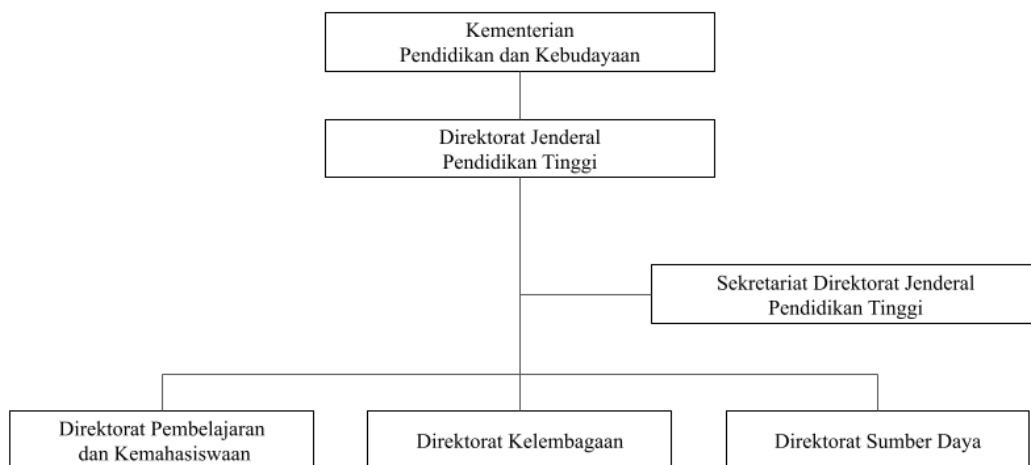 Kementerian
Pendidikan dan Kebudayaan
Direktorat Jenderal
Pendidikan Tinggi
Sekretariat Direktorat Jenderal
Pendidikan Tinggi
Direktorat Pembelajaran
dan Kemahasiswaan
Direktorat Kelembagaan
Direktorat Sumber Daya